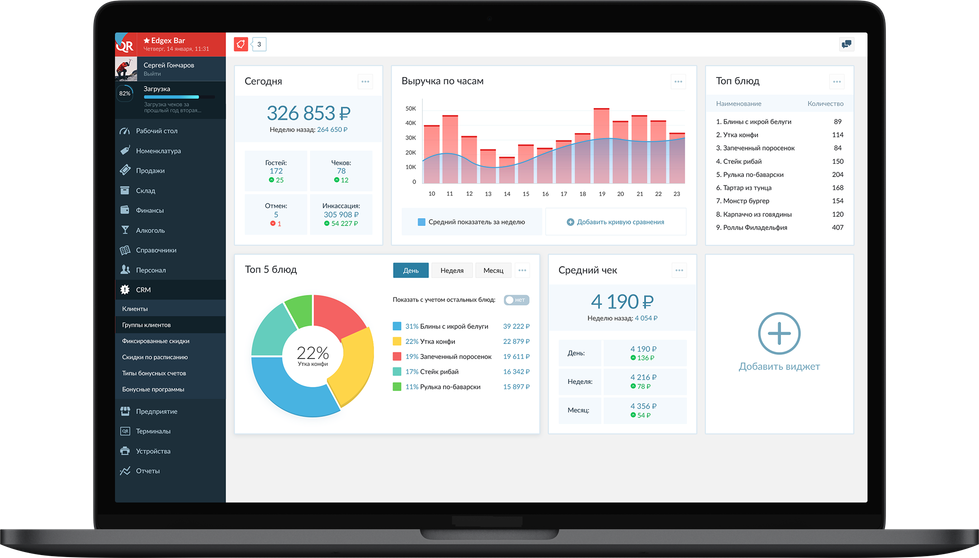 QR
Edgex Bar
Четверг, 14 января, 11:31
Сергей Гончаров
Выйти
82%
Загрузка
Загрузка чеков за
прошлый год вторая...
Рабочий стол
Номенклатура
Продажи
Склад
Финансы
Алкоголь
Справочники
Персонал
CRM
Клиенты
Группы клиентов
Фиксированные скидки
Скидки по расписанию
Типы бонусных счетов
Бонусные программы
Предприятие
Терминалы
Устройства
Отчеты
3
Сегодня
326 853 ₽
Неделю назад: 264 650 ₽
Гостей:
172
25
Чеков:
78
12
Отмен:
5
1
Инкассация:
305 908 ₽
54 227 ₽
Выручка по часам
50K
40K
30K
20K
10K
0
10 11 12 13 14 15 16 17 18 19 20 21 22 23
Средний показатель за неделю
Добавить кривую сравнения
Топ блюд
Наименование Количество
1. Блины с икрой белуги 89
2. Утка конфи 114
3. Запеченный поросенок 84
4. Стейк рибай 150
5. Рулька по-баварски 204
6. Тартар из тунца 168
7. Монстр бургер 154
8. Карпаччо из говядины 120
9. Роллы Филадельфия 407
Топ 5 блюд
День Неделя Месяц
Показать с учетом остальных блюд: нет
22%
Утка конфи
31% Блины с икрой белуги 39 222 ₽
22% Утка конфи 22 879 ₽
19% Запеченный поросенок 19 611 ₽
17% Стейк рибай 16 342 ₽
11% Рулька по-баварски 15 897 ₽
Средний чек
4 190 ₽
Неделю назад: 4 054 ₽
День: 4 190 ₽
136 ₽
Неделя: 4 216 ₽
78 ₽
Месяц: 4 356 ₽
54 ₽
Добавить виджет